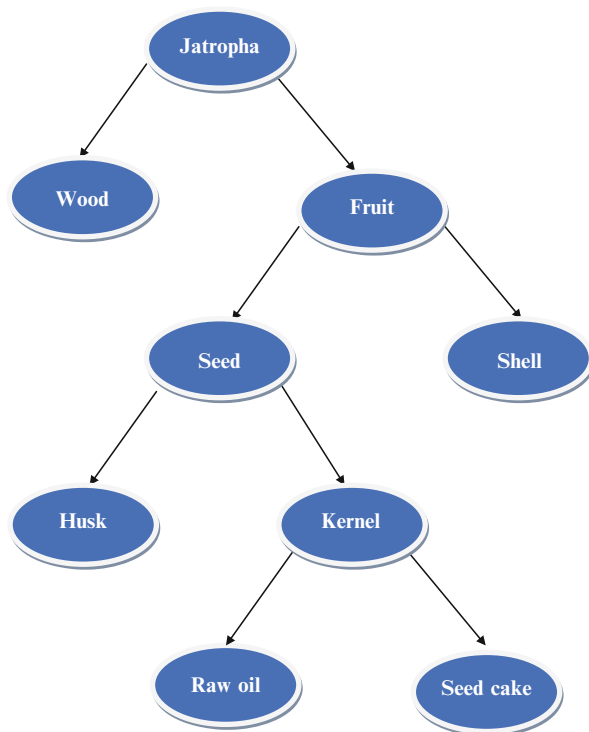 Jatropha
Wood
Fruit
Seed
Shell
Husk
Kernel
Raw oil
Seed cake